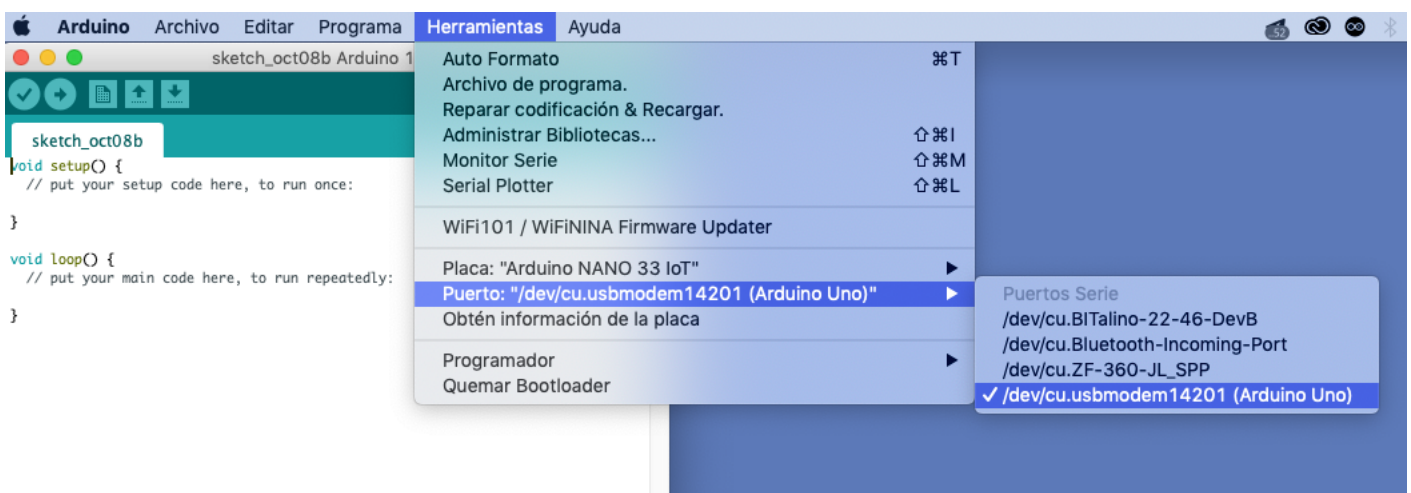 Arduino Archivo Editar Programa Herramientas Ayuda
52
sketch_oct08b Arduino 1
sketch_oct08b
void setup() {
// put your setup code here, to run once:
}
void loop() {
// put your main code here, to run repeatedly:
}
Auto Formato ⌘T
Archivo de programa.
Reparar codificación & Recargar.
Administrar Bibliotecas... ⇧⌘I
Monitor Serie ⇧⌘M
Serial Plotter ⇧⌘L
WiFi101 / WiFiNINA Firmware Updater
Placa: "Arduino NANO 33 IoT"
Puerto: "/dev/cu.usbmodem14201 (Arduino Uno)"
Obtén información de la placa
Programador
Quemar Bootloader
Puertos Serie
/dev/cu.BITalino-22-46-DevB
/dev/cu.Bluetooth-Incoming-Port
/dev/cu.ZF-360-JL_SPP
✓ /dev/cu.usbmodem14201 (Arduino Uno)